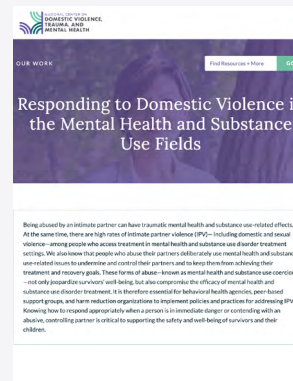 NATIONAL CENTER ON
DOMESTIC VIOLENCE,
TRAUMA, AND
MENTAL HEALTH
OUR WORK
Find Resources + More
GO
Responding to Domestic Violence i
the Mental Health and Substance
Use Fields
Being abused by an intimate partner can have traumatic mental health and substance use-related effects.
At the same time, there are high rates of intimate partner violence (IPV)— including domestic and sexual
violence—among people who access treatment in mental health and substance use disorder treatment
settings. We also know that people who abuse their partners deliberately use mental health and substanc
use-related issues to undermine and control their partners and to keep them from achieving their
treatment and recovery goals. These forms of abuse—known as mental health and substance use coercion
—not only jeopardize survivors' well-being, but also compromise the efficacy of mental health and
substance use disorder treatment. It is therefore essential for behavioral health agencies, peer-based
support groups, and harm reduction organizations to implement policies and practices for addressing IPV
Knowing how to respond appropriately when a person is in immediate danger or contending with an
abusive, controlling partner is critical to supporting the safety and well-being of survivors and their
children.